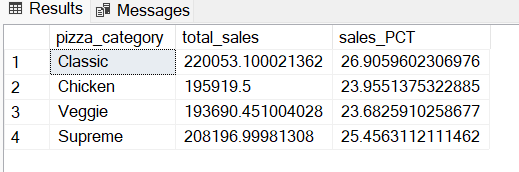 Results Messages
pizza_category total_sales sales_PCT
1 Classic 220053.100021362 26.9059602306976
2 Chicken 195919.5 23.9551375322885
3 Veggie 193690.451004028 23.6825910258677
4 Supreme 208196.99981308 25.4563112111462